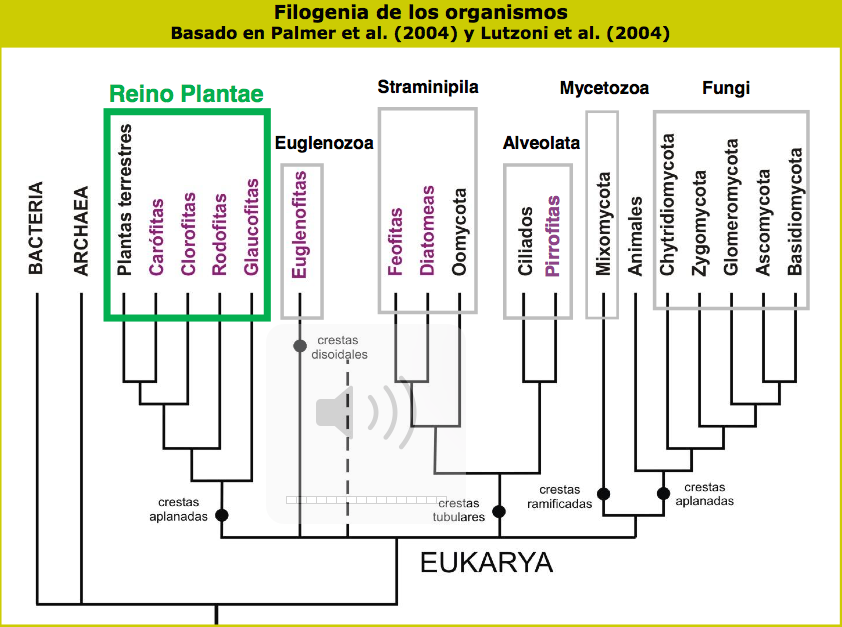 Filogenia de los organismos
Basado en Palmer et al. (2004) y Lutzoni et al. (2004)
Reino Plantae
Euglenozoa
Straminipila
Alveolata
Mycetozoa
Fungi
BACTERIA
ARCHAEA
Plantas terrestres
Carófitas
Clorofitas
Rodofitas
Glaucofitas
Euglenofitas
Feofitas
Diatomeas
Oomycota
Ciliados
Pirrofitas
Mixomycota
Animales
Chytridiomycota
Zygomycota
Glomeromycota
Ascomycota
Basidiomycota
crestas
disoidales
crestas
aplanadas
crestas
tubulares
crestas
ramificadas
crestas
aplanadas
EUKARYA